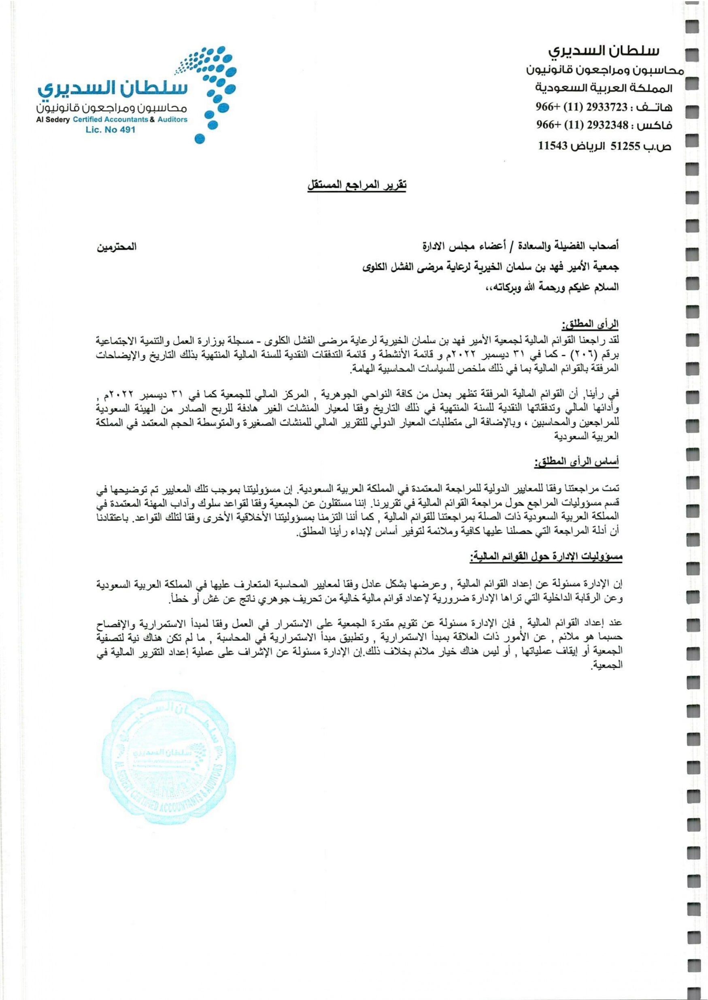 سلطان السديري
محاسبون ومراجعون قانونيون
المملكة العربية السعودية
هاتف : 2933723 (11) +966
فاكس : 2932348 (11) +966
ص.ب 51255 الرياض 11543
سلطان السديري
محاسبون ومراجعون قانونيون
Al Sedery Certified Accountants & Auditors
Lic. No 491
تقرير المراجع المستقل
أصحاب الفضيلة والسعادة / أعضاء مجلس الادارة المحترمين
جمعية الأمير فهد بن سلمان الخيرية لرعاية مرضى الفشل الكلوى
السلام عليكم ورحمة الله وبركاته،،
الرأي المطلق:
لقد راجعنا القوائم المالية لجمعية الأمير فهد بن سلمان الخيرية لرعاية مرضى الفشل الكلوى - مسجلة بوزارة العمل والتنمية الاجتماعية
برقم (٢٠٦) - كما في ٣١ ديسمبر ٢٠٢٢م و قائمة الأنشطة و قائمة التدفقات النقدية للسنة المالية المنتهية بذلك التاريخ والإيضاحات
المرفقة بالقوائم المالية بما في ذلك ملخص للسياسات المحاسبية الهامة.
في رأينا, أن القوائم المالية المرفقة تظهر بعدل من كافة النواحي الجوهرية , المركز المالي للجمعية كما في ٣١ ديسمبر ٢٠٢٢م ,
وأدائها المالي وتدفقاتها النقدية للسنة المنتهية في ذلك التاريخ وفقا لمعيار المنشات الغير هادفة للربح الصادر من الهيئة السعودية
للمراجعين والمحاسبين ، وبالإضافة الى متطلبات المعيار الدولي للتقرير المالي للمنشات الصغيرة والمتوسطة الحجم المعتمد في المملكة
العربية السعودية
أساس الرأي المطلق:
تمت مراجعتنا وفقا للمعايير الدولية للمراجعة المعتمدة في المملكة العربية السعودية. إن مسؤوليتنا بموجب تلك المعايير تم توضيحها في
قسم مسؤوليات المراجع حول مراجعة القوائم المالية في تقريرنا. إننا مستقلون عن الجمعية وفقا لقواعد سلوك وآداب المهنة المعتمدة في
المملكة العربية السعودية ذات الصلة بمراجعتنا للقوائم المالية , كما أننا التزمنا بمسؤوليتنا الأخلاقية الأخرى وفقا لتلك القواعد. باعتقادنا
أن أدلة المراجعة التي حصلنا عليها كافية وملائمة لتوفير أساس لإبداء رأينا المطلق.
مسؤوليات الإدارة حول القوائم المالية:
إن الإدارة مسئولة عن إعداد القوائم المالية , وعرضها بشكل عادل وفقا لمعايير المحاسبة المتعارف عليها في المملكة العربية السعودية
وعن الرقابة الداخلية التي تراها الإدارة ضرورية لإعداد قوائم مالية خالية من تحريف جوهري ناتج عن غش أو خطأ.
عند إعداد القوائم المالية , فإن الإدارة مسئولة عن تقويم مقدرة الجمعية على الاستمرار في العمل وفقا لمبدأ الاستمرارية والإفصاح
حسبما هو ملائم , عن الأمور ذات العلاقة بمبدأ الاستمرارية , وتطبيق مبدأ الاستمرارية في المحاسبة , ما لم تكن هناك نية لتصفية
الجمعية أو إيقاف عملياتها , أو ليس هناك خيار ملائم بخلاف ذلك.إن الإدارة مسئولة عن الإشراف على عملية إعداد التقرير المالية في
الجمعية.
سلطان السديري
سلطان السديري
AL SEDERY CERTIFIED ACCOUNTANTS & AUDITORS